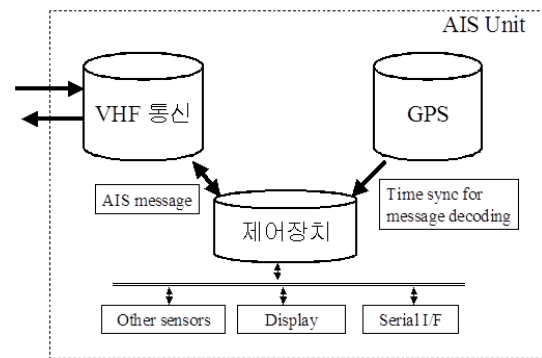 AIS Unit
VHF 통신
GPS
AIS message
Time sync for
message decoding
제어장치
Other sensors
Display
Serial I/F